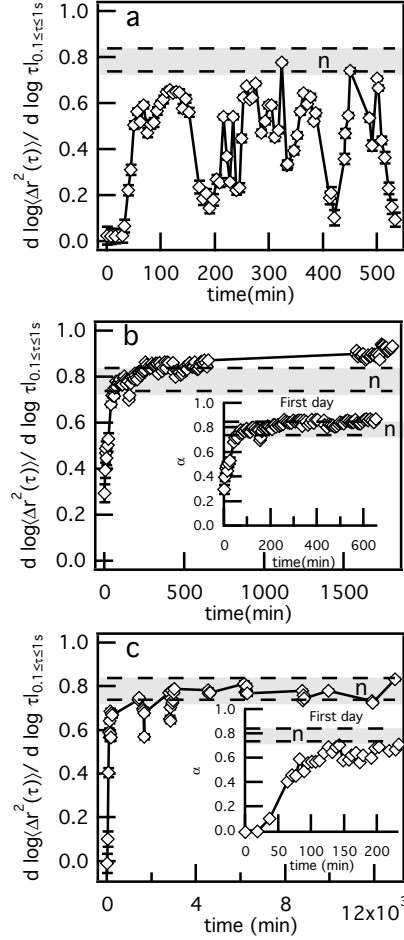 a
d log⟨Δr²(τ)⟩/ d log τ|0.1≤τ≤1s
1.0
0.8
0.6
0.4
0.2
0.0
n
0 100 200 300 400 500
time(min)
b
d log⟨Δr²(τ)⟩/ d log τ|0.1≤τ≤1s
1.0
0.8
0.6
0.4
0.2
0.0
n
First day
α
1.0
0.8
0.6
0.4
0.2
0.0
n
0 200 400 600
time(min)
0 500 1000 1500
time(min)
c
d log⟨Δr²(τ)⟩/ d log τ|0.1≤τ≤1s
1.0
0.8
0.6
0.4
0.2
0.0
n
First day
α
1.0
0.8
0.6
0.4
0.2
0.0
n
0 50 100 150 200
time (min)
0 4 8 12x10³
time (min)